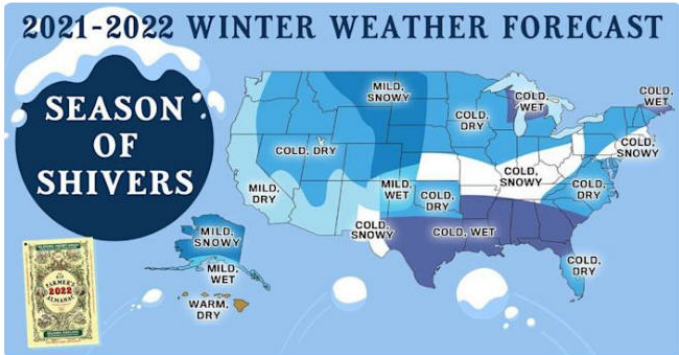 2021-2022 WINTER WEATHER FORECAST
SEASON
OF
SHIVERS
MILD,
SNOWY
COLD,
WET
COLD,
WET
COLD,
DRY
COLD, DRY
COLD,
SNOWY
COLD,
SNOWY
MILD,
DRY
MILD,
WET
COLD,
DRY
COLD,
DRY
COLD,
SNOWY
COLD, WET
MILD,
SNOWY
MILD,
WET
COLD,
DRY
WARM,
DRY
FARMER'S
2022
ALMANAC